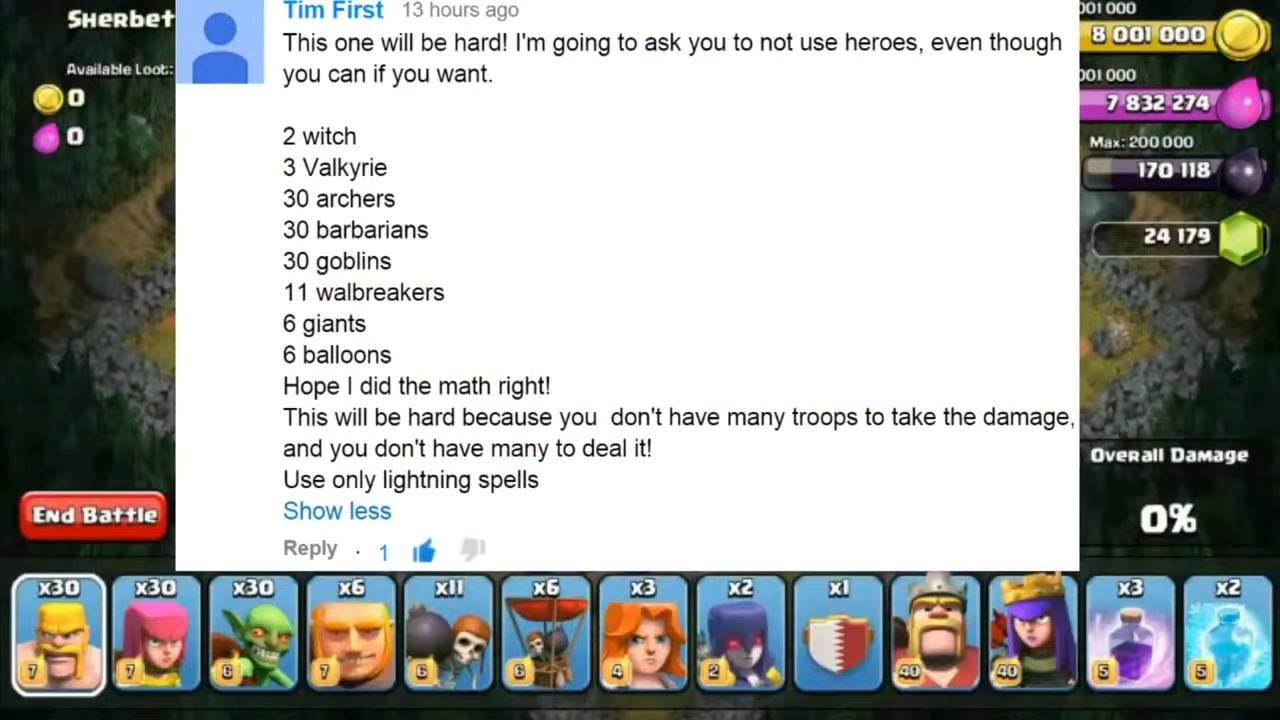 Sherbet
Available Loot:
0
0
Tim First 13 hours ago
This one will be hard! I'm going to ask you to not use heroes, even though
you can if you want.
2 witch
3 Valkyrie
30 archers
30 barbarians
30 goblins
11 walbreakers
6 giants
6 balloons
Hope I did the math right!
This will be hard because you don't have many troops to take the damage,
and you don't have many to deal it!
Use only lightning spells
Show less
Reply . 1
001 000
8 001 000
001 000
7 832 274
Max: 200 000
170 118
24 179
Overall Damage
0%
End Battle
x30 x30 x30 x6 x11 x6 x3 x2 x1 x3 x2
7 7 6 7 6 6 4 2 40 40 5 5